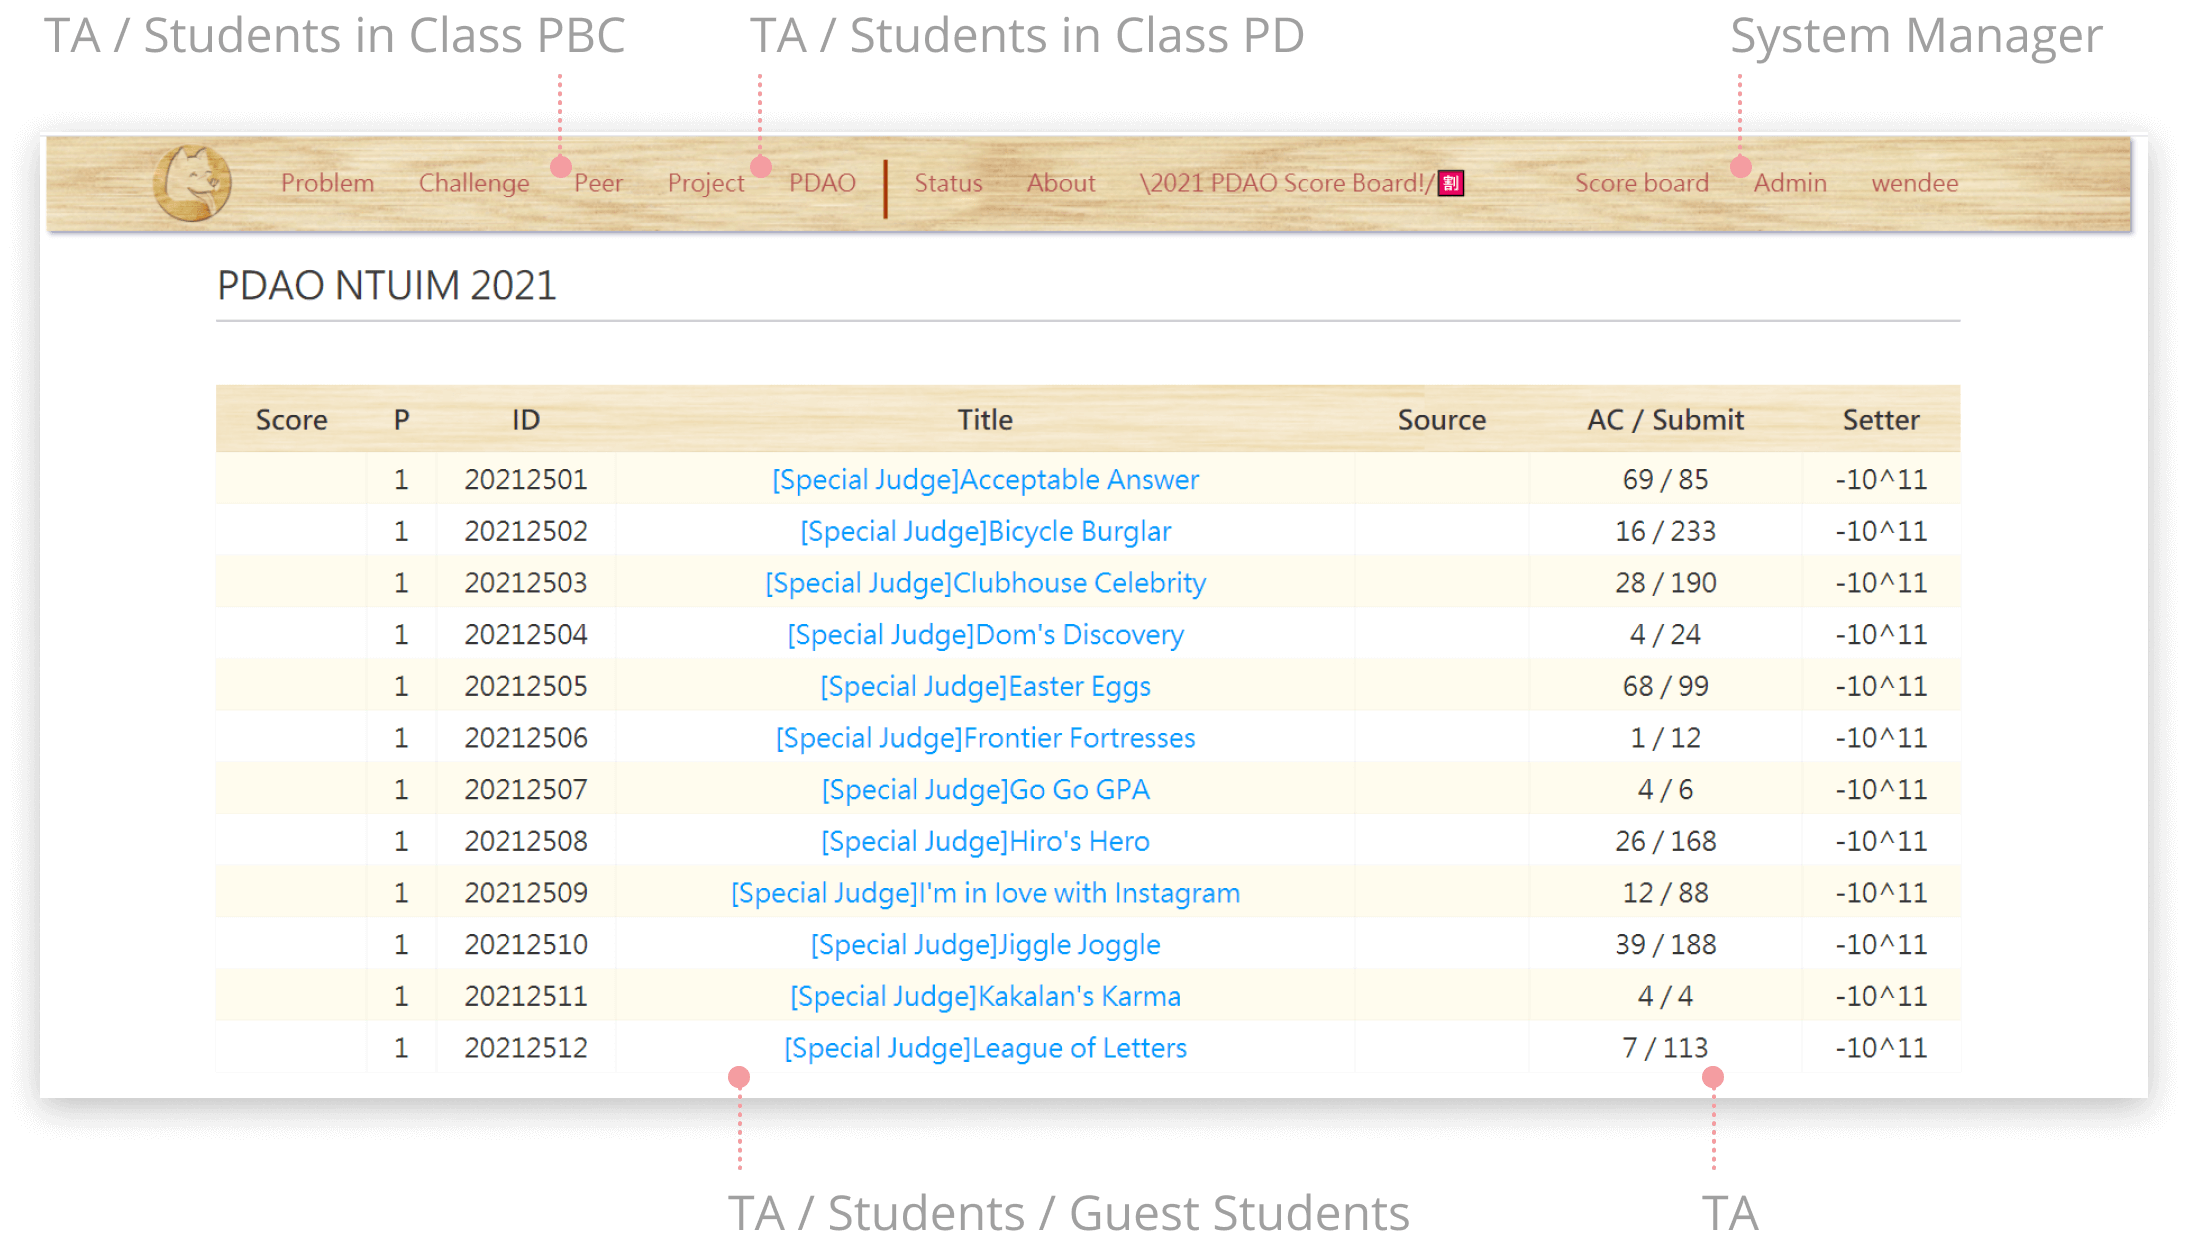 TA / Students in Class PBC
TA / Students in Class PD
System Manager
Problem Challenge Peer Project PDAO Status About \2021 PDAO Score Board!/割 Score board Admin wendee
PDAO NTUIM 2021
Score P ID Title Source AC / Submit Setter
1 20212501 [Special Judge]Acceptable Answer 69 / 85 -10^11
1 20212502 [Special Judge]Bicycle Burglar 16 / 233 -10^11
1 20212503 [Special Judge]Clubhouse Celebrity 28 / 190 -10^11
1 20212504 [Special Judge]Dom's Discovery 4 / 24 -10^11
1 20212505 [Special Judge]Easter Eggs 68 / 99 -10^11
1 20212506 [Special Judge]Frontier Fortresses 1 / 12 -10^11
1 20212507 [Special Judge]Go Go GPA 4 / 6 -10^11
1 20212508 [Special Judge]Hiro's Hero 26 / 168 -10^11
1 20212509 [Special Judge]I'm in love with Instagram 12 / 88 -10^11
1 20212510 [Special Judge]Jiggle Joggle 39 / 188 -10^11
1 20212511 [Special Judge]Kakalan's Karma 4 / 4 -10^11
1 20212512 [Special Judge]League of Letters 7 / 113 -10^11
TA / Students / Guest Students
TA